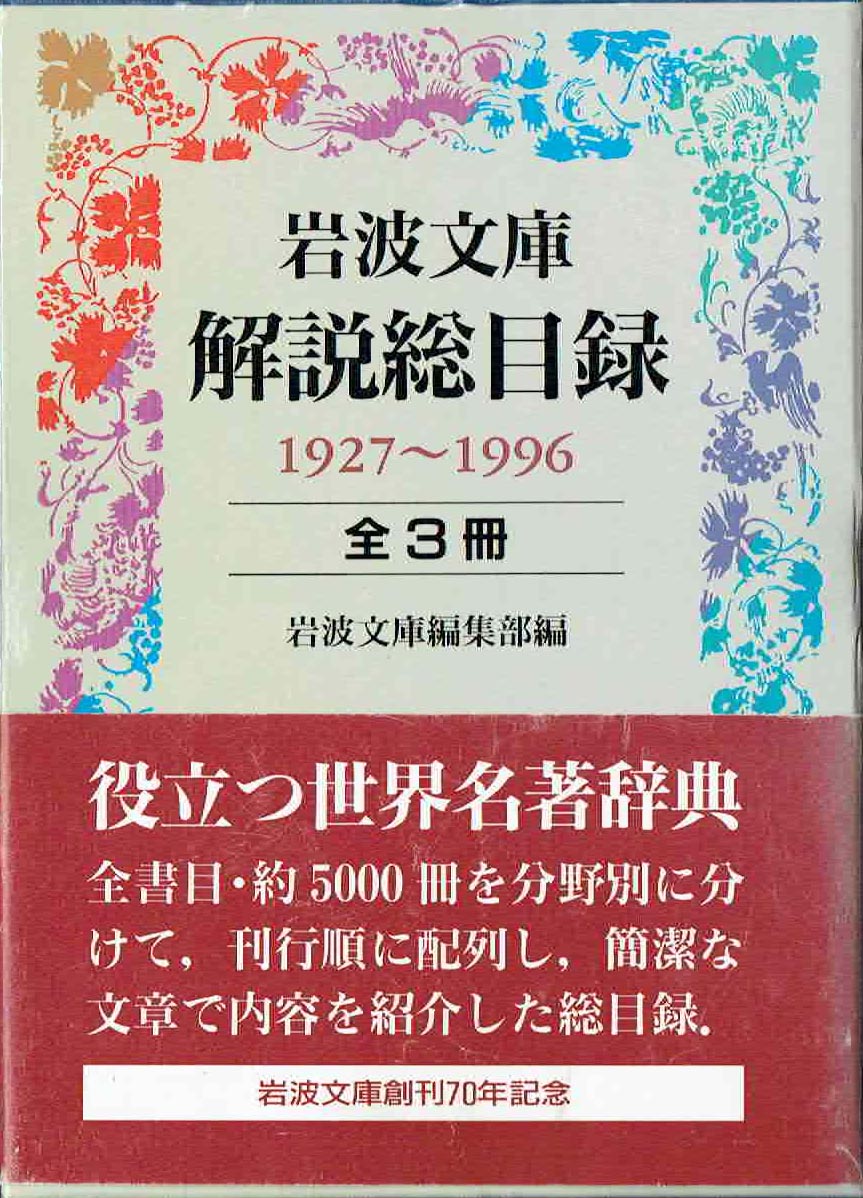 岩波文庫
解説総目録
1927～1996
全3冊
岩波文庫編集部編
役立つ世界名著辞典
全書目・約5000冊を分野別に分
けて，刊行順に配列し，簡潔な
文章で内容を紹介した総目録．
岩波文庫創刊70年記念